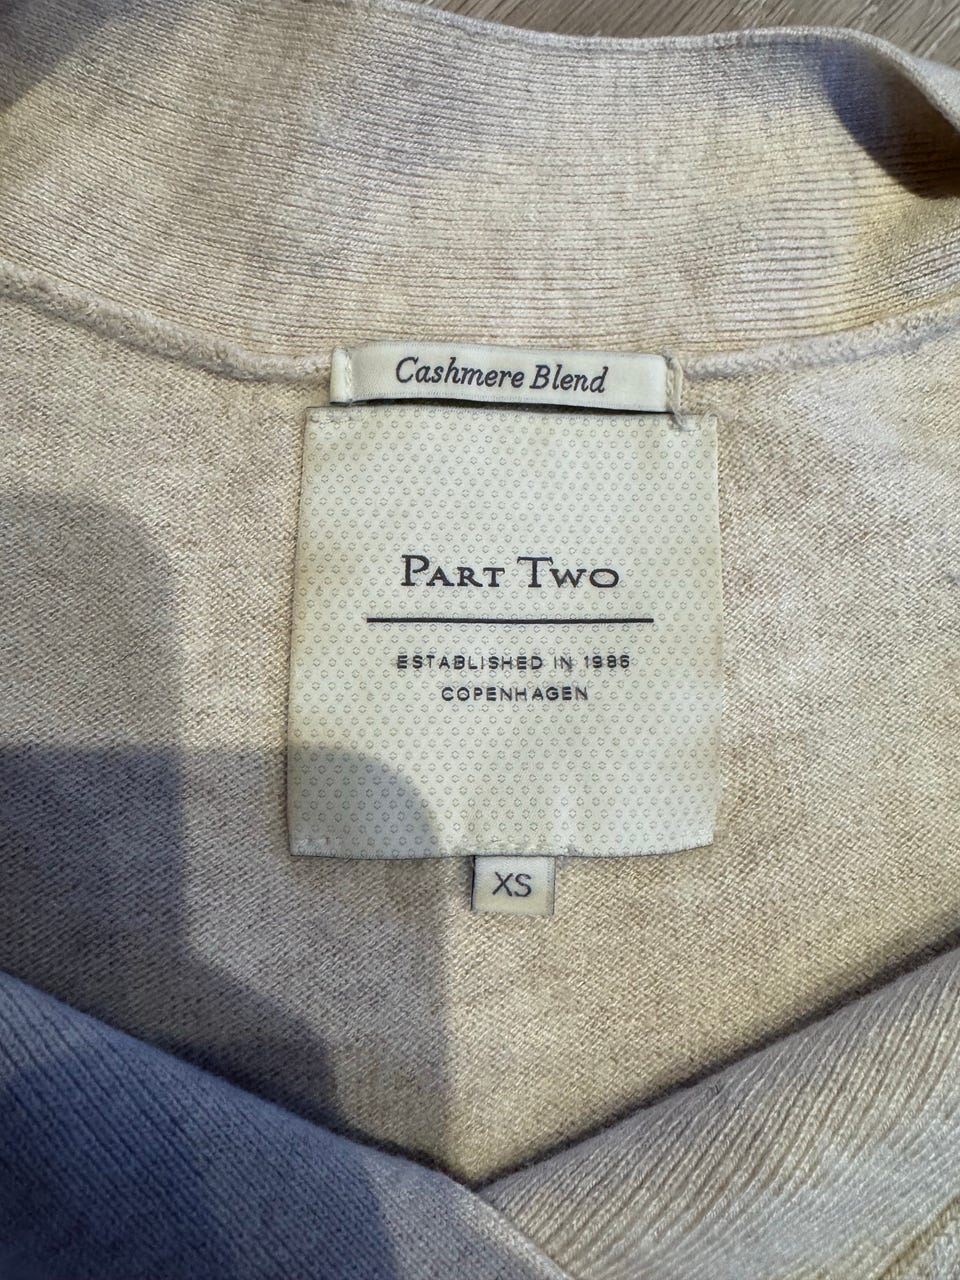 Cashmere Blend
PART TWO
ESTABLISHED IN 1986
COPENHAGEN
XS